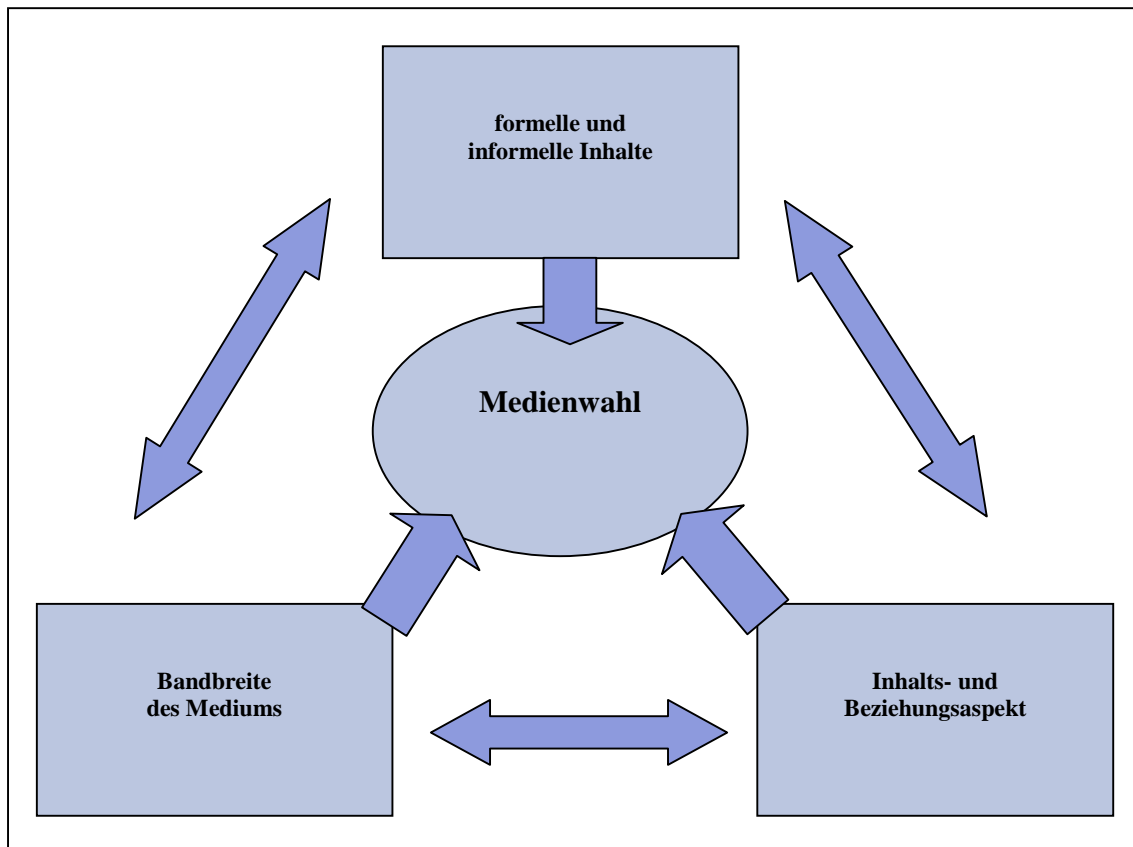 formelle und
informelle Inhalte
Medienwahl
Bandbreite
des Mediums
Inhalts- und
Beziehungsaspekt